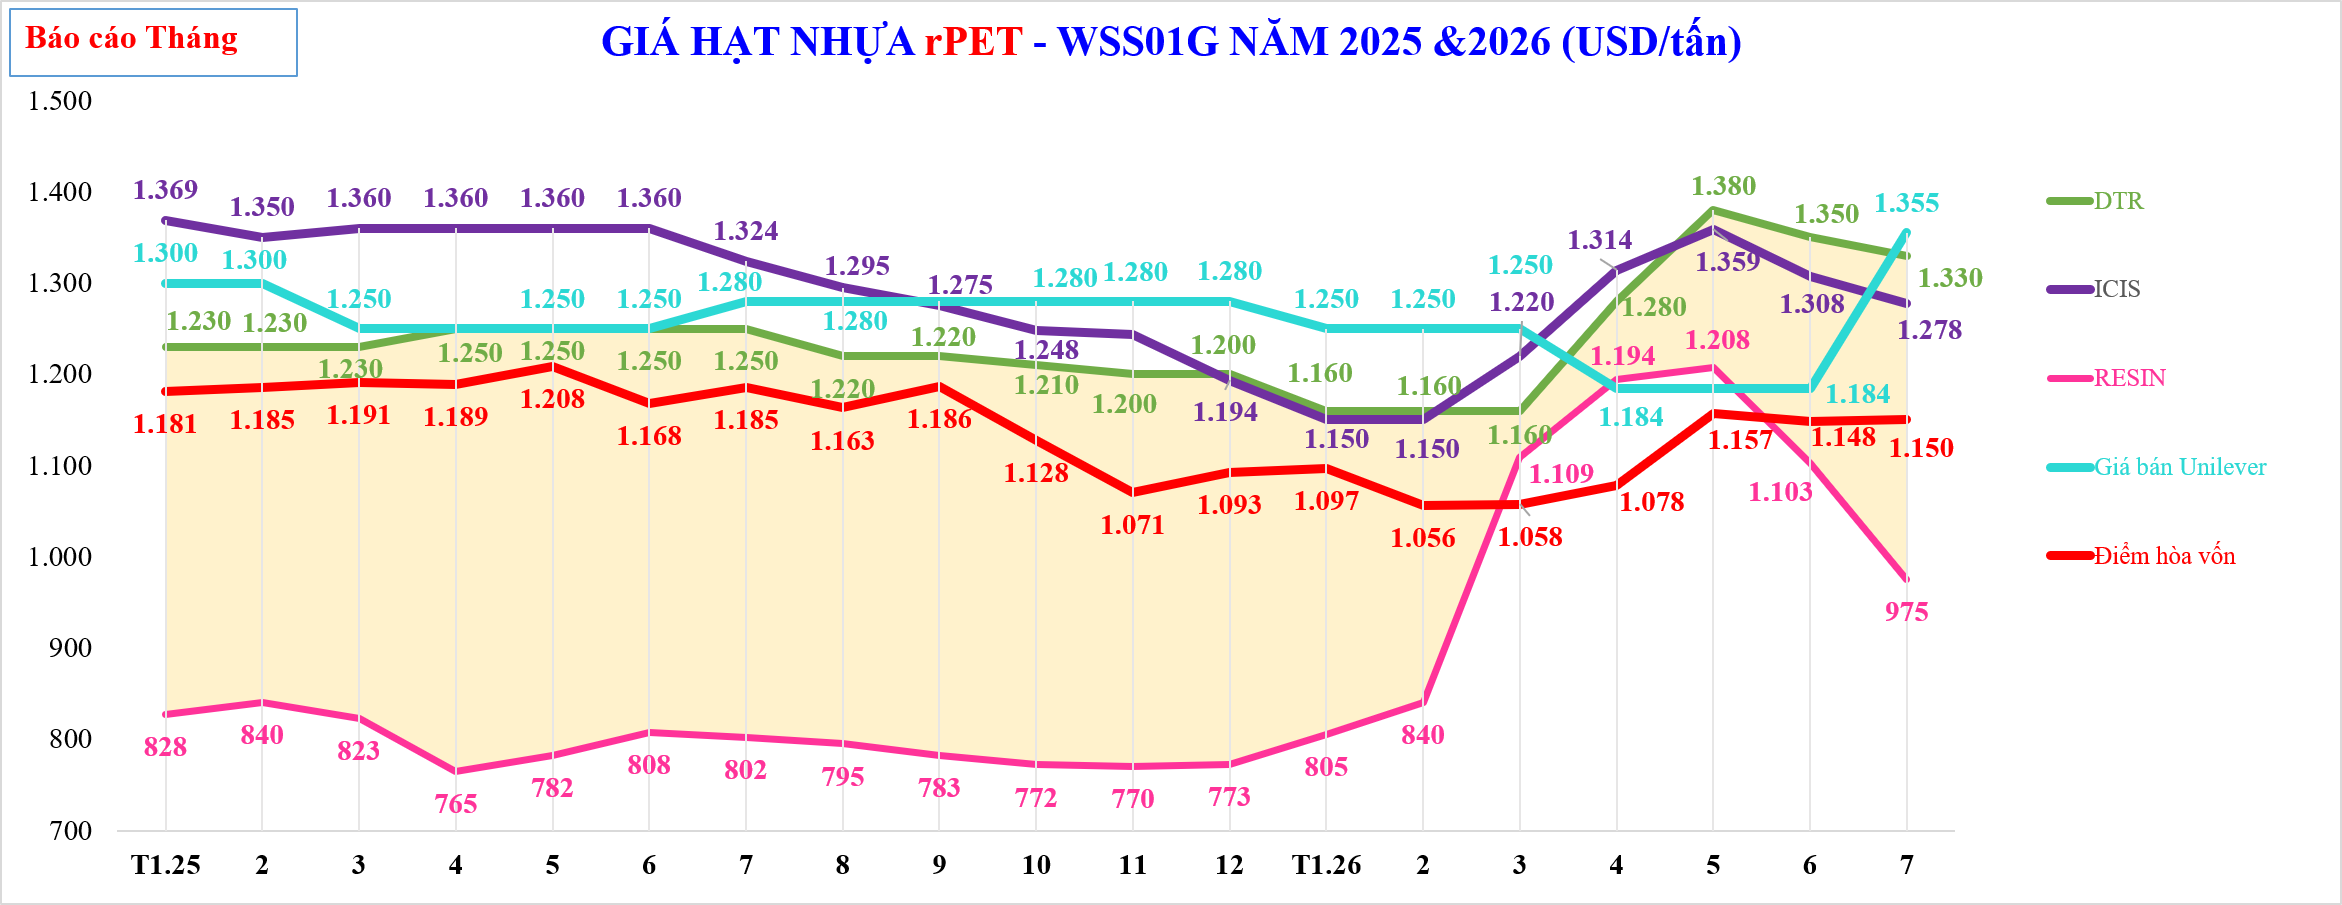 Báo cáo Tháng
GIÁ HẠT NHỰA rPET - WSS01G NĂM 2025 &2026 (USD/tấn)
1.500
1.400
1.300
1.200
1.100
1.000
900
800
700
1.369 1.350 1.360 1.360 1.360 1.360 1.324 1.295 1.275 1.248 1.194 1.150 1.150 1.220 1.314 1.359 1.308 1.278
1.300 1.300 1.250 1.250 1.250 1.280 1.280 1.280 1.280 1.280 1.250 1.250 1.250 1.184 1.184 1.355
1.230 1.230 1.230 1.250 1.250 1.250 1.250 1.220 1.220 1.210 1.200 1.200 1.160 1.160 1.160 1.280 1.380 1.350 1.330
1.181 1.185 1.191 1.189 1.208 1.168 1.185 1.163 1.186 1.128 1.071 1.093 1.097 1.056 1.058 1.078 1.157 1.148 1.150
828 840 823 765 782 808 802 795 783 772 770 773 805 840 1.109 1.194 1.208 1.103 975
T1.25 2 3 4 5 6 7 8 9 10 11 12 T1.26 2 3 4 5 6 7
DTR
ICIS
RESIN
Giá bán Unilever
Điểm hòa vốn